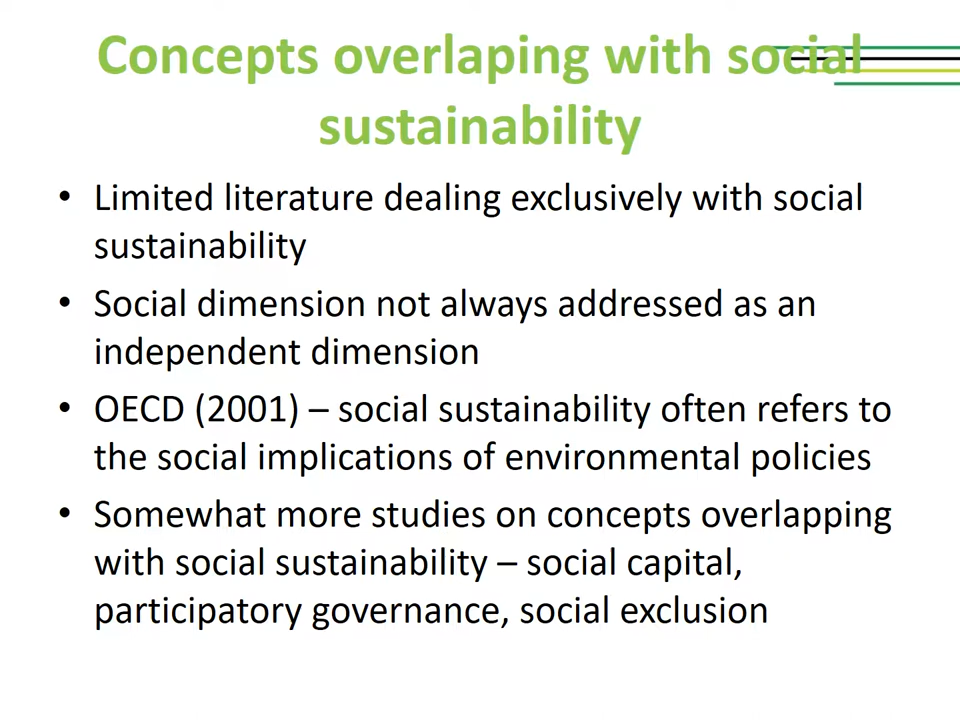 Concepts overlaping with social
sustainability
• Limited literature dealing exclusively with social
sustainability
• Social dimension not always addressed as an
independent dimension
• OECD (2001) – social sustainability often refers to
the social implications of environmental policies
• Somewhat more studies on concepts overlapping
with social sustainability – social capital,
participatory governance, social exclusion